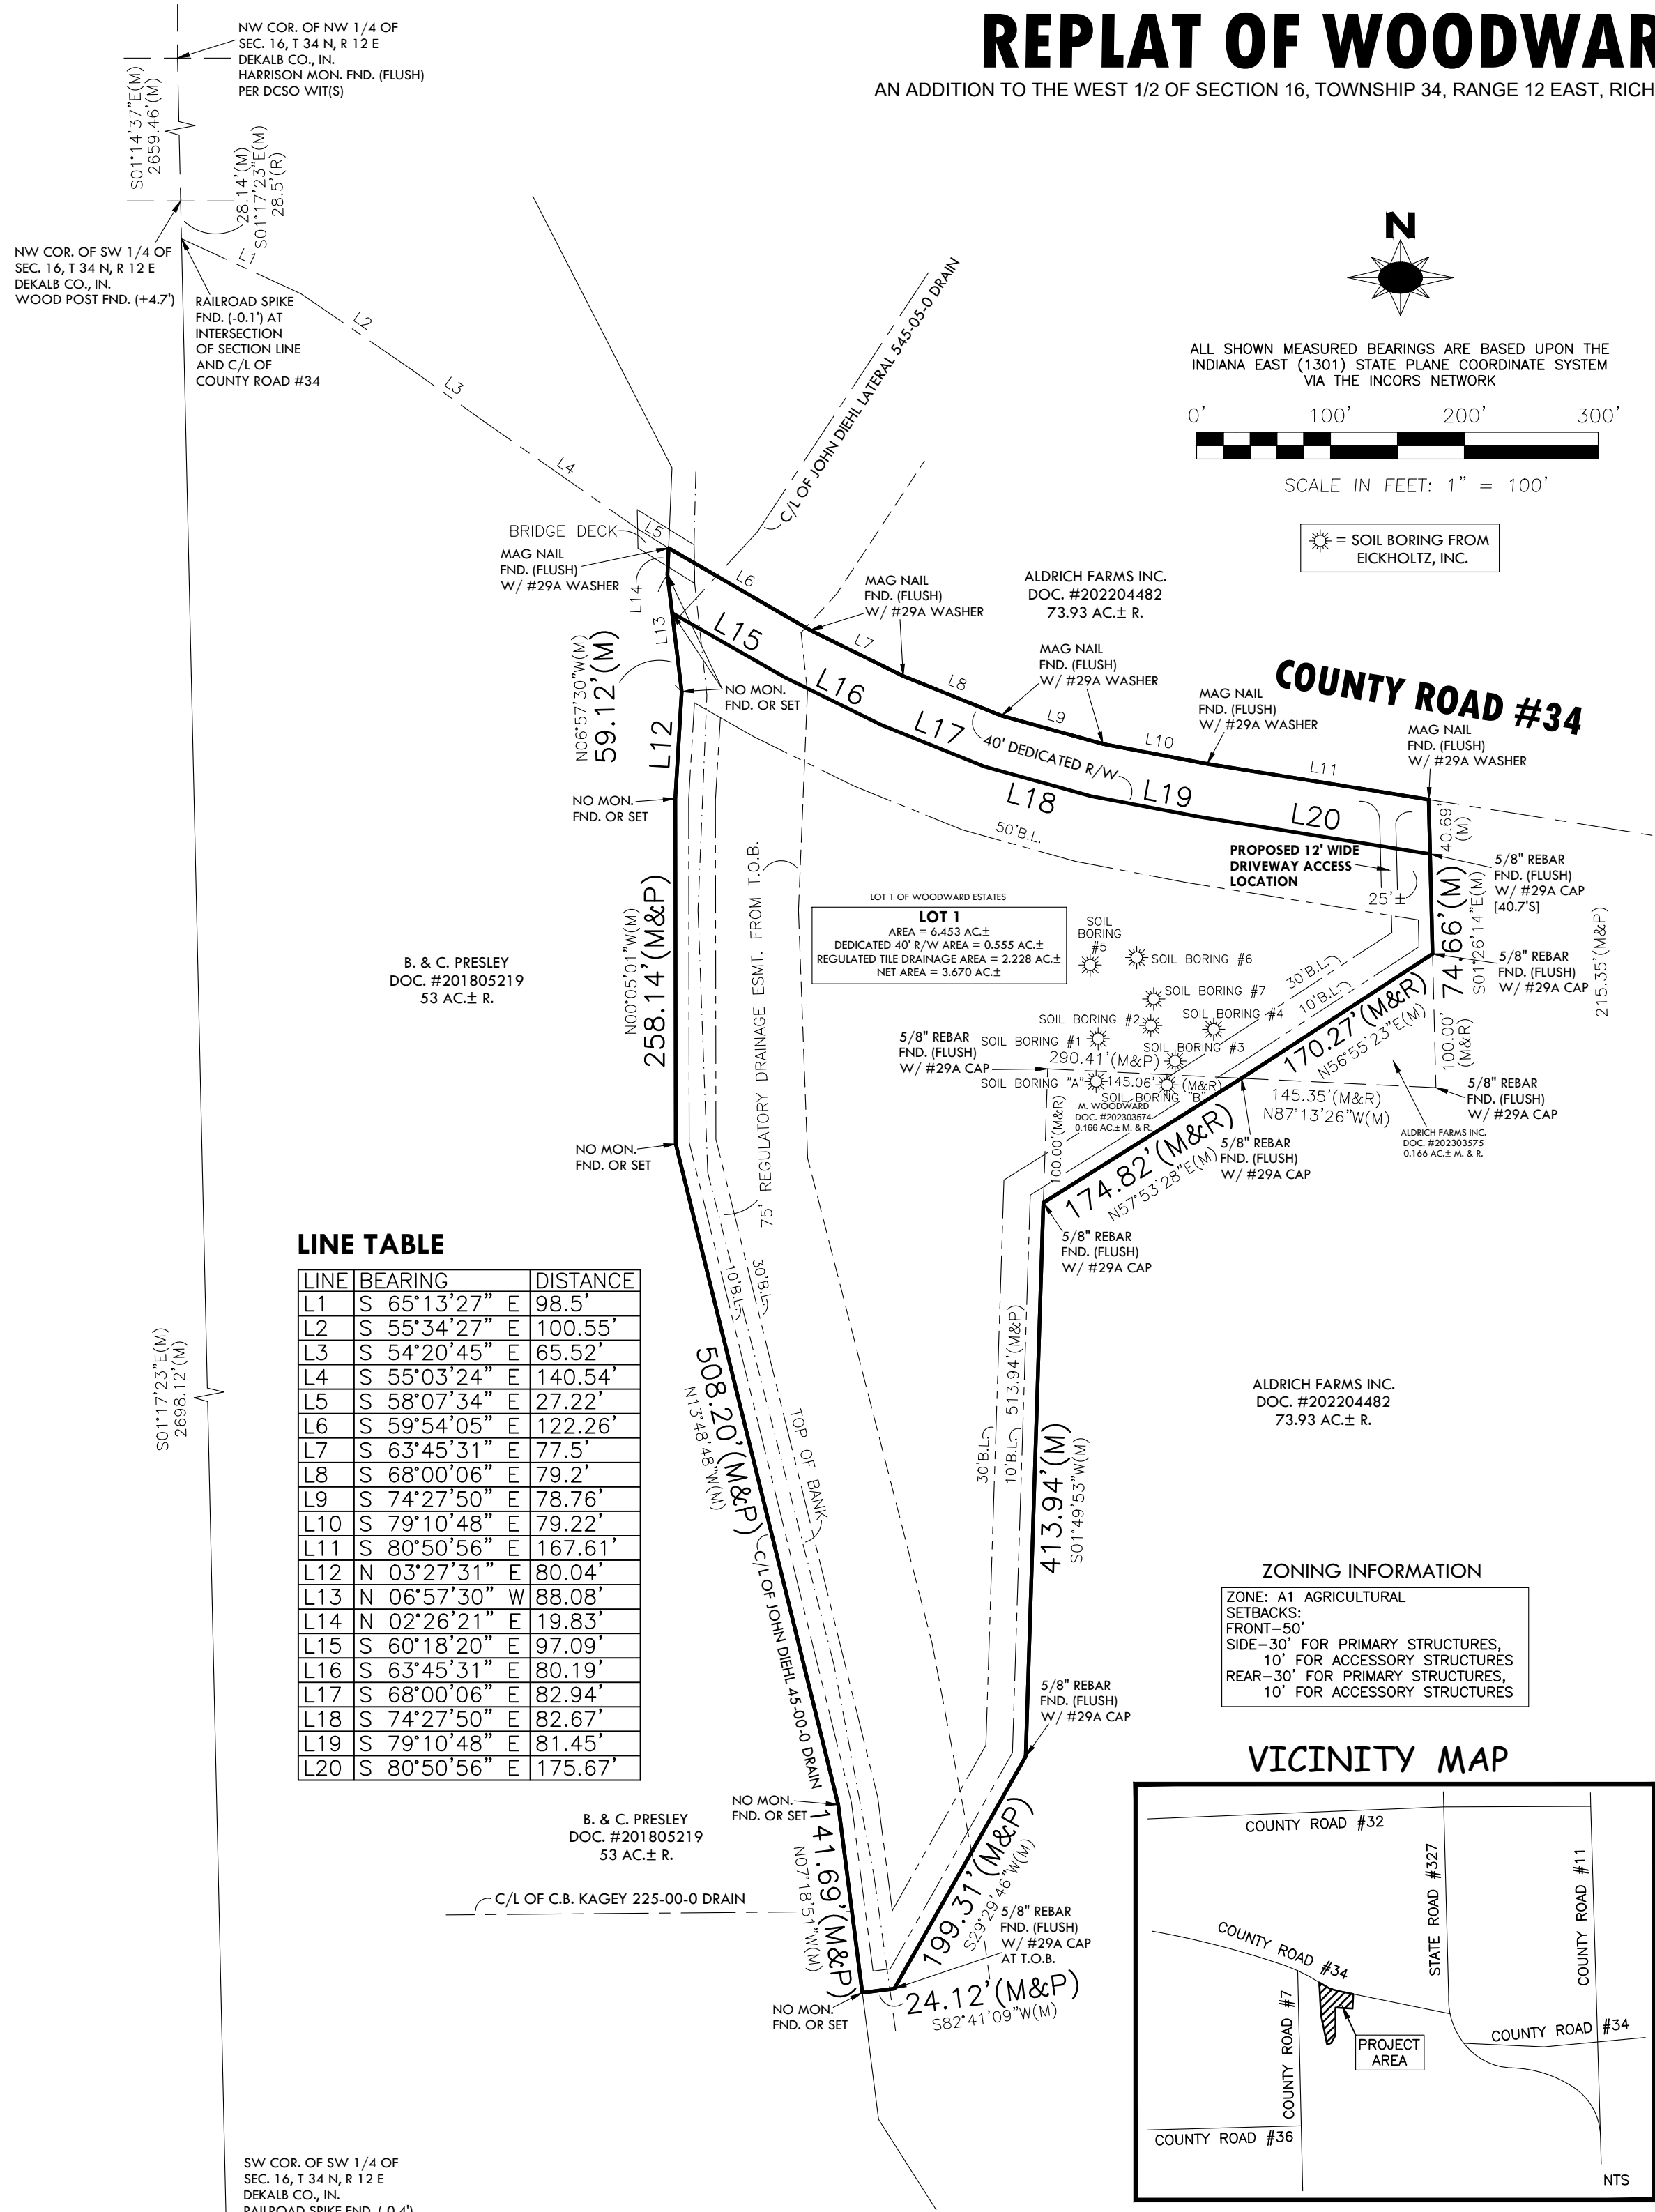 REPLAT OF WOODWAR
AN ADDITION TO THE WEST 1/2 OF SECTION 16, TOWNSHIP 34, RANGE 12 EAST, RICH
NW COR. OF NW 1/4 OF
SEC. 16, T 34 N, R 12 E
DEKALB CO., IN.
HARRISON MON. FND. (FLUSH)
PER DCSO WIT(S)
S01°14'37"E(M)
2659.46'(M)
28.14'(M)
S01°17'23"E(M)
28.5'(R)
NW COR. OF SW 1/4 OF
SEC. 16, T 34 N, R 12 E
DEKALB CO., IN.
WOOD POST FND. (+4.7')
RAILROAD SPIKE
FND. (-0.1') AT
INTERSECTION
OF SECTION LINE
AND C/L OF
COUNTY ROAD #34
L1
L2
L3
L4
L5
C/L OF JOHN DIEHL LATERAL 545-05-0 DRAIN
N
ALL SHOWN MEASURED BEARINGS ARE BASED UPON THE
INDIANA EAST (1301) STATE PLANE COORDINATE SYSTEM
VIA THE INCORS NETWORK
0' 100' 200' 300'
SCALE IN FEET: 1" = 100'
= SOIL BORING FROM
EICKHOLTZ, INC.
BRIDGE DECK
MAG NAIL
FND. (FLUSH)
W/ #29A WASHER
L6
MAG NAIL
FND. (FLUSH)
W/ #29A WASHER
ALDRICH FARMS INC.
DOC. #202204482
73.93 AC.± R.
L7
L8
MAG NAIL
FND. (FLUSH)
W/ #29A WASHER
L9
MAG NAIL
FND. (FLUSH)
W/ #29A WASHER
L10
COUNTY ROAD #34
MAG NAIL
FND. (FLUSH)
W/ #29A WASHER
L11
L14
L13
L15
L16
L17
L18
L19
L20
40' DEDICATED R/W
50'B.L.
N06°57'30"W(M)
59.12'(M)
L12
NO MON.
FND. OR SET
NO MON.
FND. OR SET
PROPOSED 12' WIDE
DRIVEWAY ACCESS
LOCATION
25'±
40.69'
(M)
5/8" REBAR
FND. (FLUSH)
W/ #29A CAP
[40.7'S]
74.66'(M)
S01°26'14"E(M)
215.35'(M&P)
5/8" REBAR
FND. (FLUSH)
W/ #29A CAP
LOT 1 OF WOODWARD ESTATES
LOT 1
AREA = 6.453 AC.±
DEDICATED 40' R/W AREA = 0.555 AC.±
REGULATED TILE DRAINAGE AREA = 2.228 AC.±
NET AREA = 3.670 AC.±
SOIL
BORING
#5
SOIL BORING #6
SOIL BORING #7
SOIL BORING #2
SOIL BORING #4
SOIL BORING #1
SOIL BORING #3
SOIL BORING "A"
SOIL BORING "B"
30'B.L.
10'B.L.
290.41'(M&P)
145.06'
(M&R)
5/8" REBAR
FND. (FLUSH)
W/ #29A CAP
B. & C. PRESLEY
DOC. #201805219
53 AC.± R.
N00°05'01"W(M)
258.14'(M&P)
75' REGULATORY DRAINAGE ESMT. FROM T.O.B.
M. WOODWARD
DOC. #202303574
0.166 AC.± M. & R.
100.00'(M&R)
170.27'(M&R)
N56°55'23"E(M)
100.00'
(M&R)
145.35'(M&R)
N87°13'26"W(M)
5/8" REBAR
FND. (FLUSH)
W/ #29A CAP
ALDRICH FARMS INC.
DOC. #202303575
0.166 AC.± M. & R.
5/8" REBAR
FND. (FLUSH)
W/ #29A CAP
174.82'(M&R)
N57°53'28"E(M)
NO MON.
FND. OR SET
5/8" REBAR
FND. (FLUSH)
W/ #29A CAP
LINE TABLE
LINE BEARING DISTANCE
L1 S 65°13'27" E 98.5'
L2 S 55°34'27" E 100.55'
L3 S 54°20'45" E 65.52'
L4 S 55°03'24" E 140.54'
L5 S 58°07'34" E 27.22'
L6 S 59°54'05" E 122.26'
L7 S 63°45'31" E 77.5'
L8 S 68°00'06" E 79.2'
L9 S 74°27'50" E 78.76'
L10 S 79°10'48" E 79.22'
L11 S 80°50'56" E 167.61'
L12 N 03°27'31" E 80.04'
L13 N 06°57'30" W 88.08'
L14 N 02°26'21" E 19.83'
L15 S 60°18'20" E 97.09'
L16 S 63°45'31" E 80.19'
L17 S 68°00'06" E 82.94'
L18 S 74°27'50" E 82.67'
L19 S 79°10'48" E 81.45'
L20 S 80°50'56" E 175.67'
S01°17'23"E(M)
2698.12'(M)
10'B.L.
30'B.L.
508.20'(M&P)
N13°48'48"W(M)
TOP OF BANK
C/L OF JOHN DIEHL 45-00-0 DRAIN
30'B.L.
10'B.L.
513.94'(M&P)
413.94'(M)
S01°49'53"W(M)
ALDRICH FARMS INC.
DOC. #202204482
73.93 AC.± R.
ZONING INFORMATION
ZONE: A1 AGRICULTURAL
SETBACKS:
FRONT-50'
SIDE-30' FOR PRIMARY STRUCTURES,
10' FOR ACCESSORY STRUCTURES
REAR-30' FOR PRIMARY STRUCTURES,
10' FOR ACCESSORY STRUCTURES
5/8" REBAR
FND. (FLUSH)
W/ #29A CAP
NO MON.
FND. OR SET
B. & C. PRESLEY
DOC. #201805219
53 AC.± R.
C/L OF C.B. KAGEY 225-00-0 DRAIN
141.69'(M&P)
N07°18'51"W(M)
199.31'(M&P)
S29°29'46"W(M)
5/8" REBAR
FND. (FLUSH)
W/ #29A CAP
AT T.O.B.
24.12'(M&P)
S82°41'09"W(M)
NO MON.
FND. OR SET
VICINITY MAP
COUNTY ROAD #32
STATE ROAD #327
COUNTY ROAD #11
COUNTY ROAD #34
COUNTY ROAD #7
PROJECT
AREA
COUNTY ROAD #34
COUNTY ROAD #36
NTS
SW COR. OF SW 1/4 OF
SEC. 16, T 34 N, R 12 E
DEKALB CO., IN.
RAILROAD SPIKE FND. (-0.4')